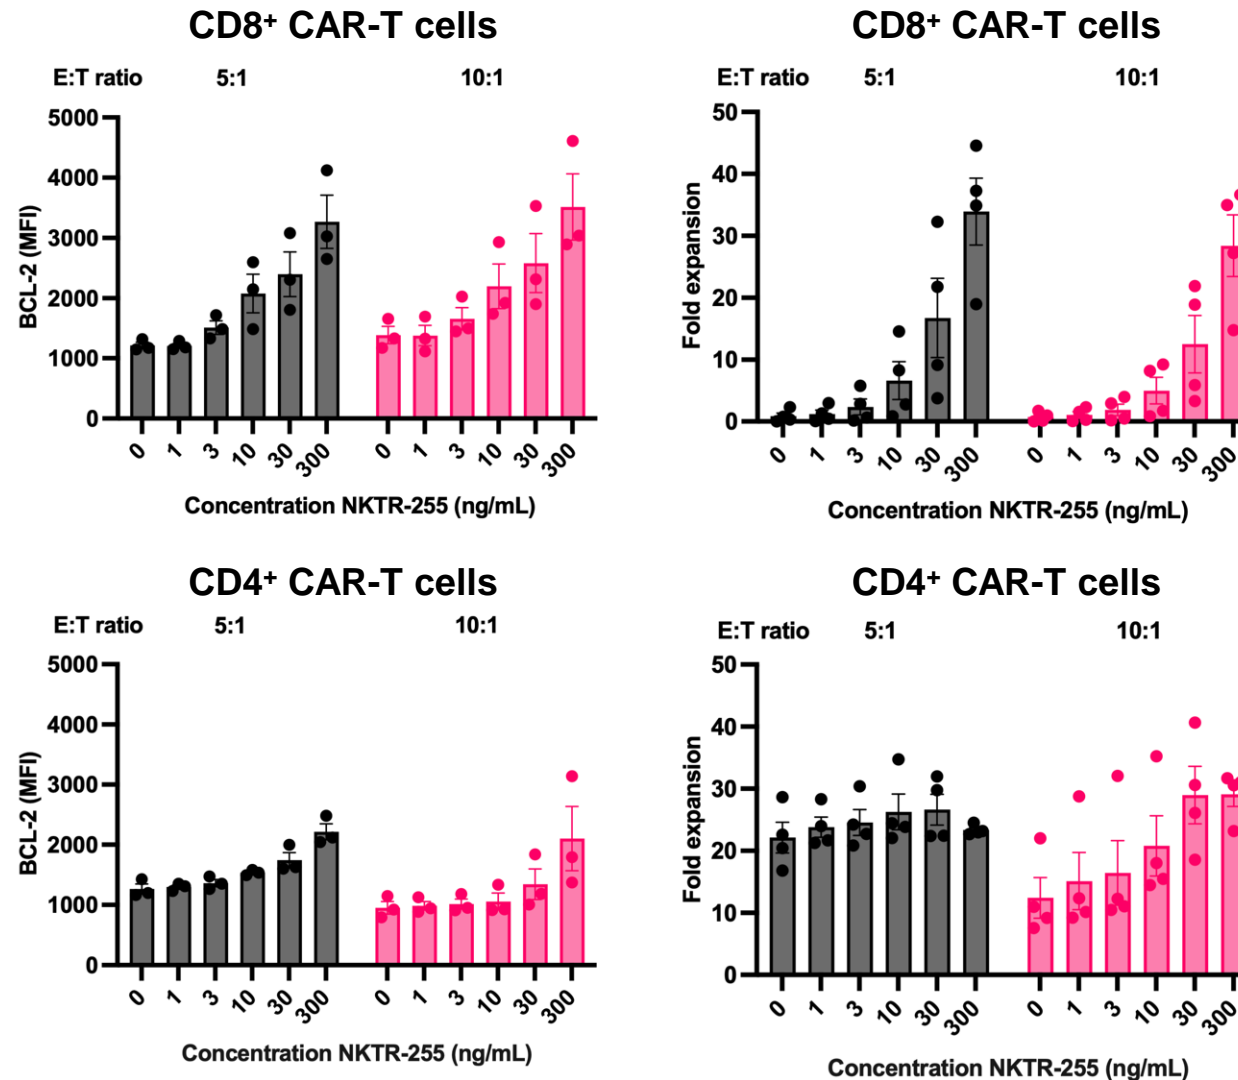 CD8⁺ CAR-T cells
E:T ratio 5:1 10:1
5000
4000
3000
2000
1000
0
BCL-2 (MFI)
0 1 3 10 30 300 0 1 3 10 30 300
Concentration NKTR-255 (ng/mL)
CD8⁺ CAR-T cells
E:T ratio 5:1 10:1
50
40
30
20
10
0
Fold expansion
0 1 3 10 30 300 0 1 3 10 30 300
Concentration NKTR-255 (ng/mL)
CD4⁺ CAR-T cells
E:T ratio 5:1 10:1
5000
4000
3000
2000
1000
0
BCL-2 (MFI)
0 1 3 10 30 300 0 1 3 10 30 300
Concentration NKTR-255 (ng/mL)
CD4⁺ CAR-T cells
E:T ratio 5:1 10:1
50
40
30
20
10
0
Fold expansion
0 1 3 10 30 300 0 1 3 10 30 300
Concentration NKTR-255 (ng/mL)